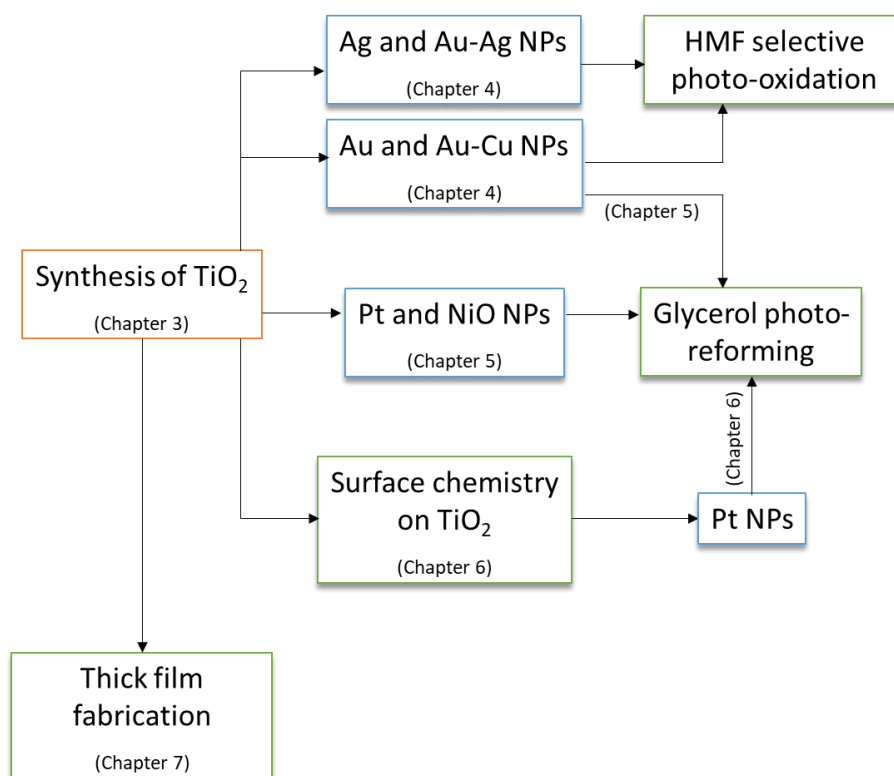 Ag and Au-Ag NPs
(Chapter 4)
HMF selective
photo-oxidation
Au and Au-Cu NPs
(Chapter 4)
(Chapter 5)
Synthesis of TiO₂
(Chapter 3)
Pt and NiO NPs
(Chapter 5)
Glycerol photo-
reforming
(Chapter 6)
Surface chemistry
on TiO₂
(Chapter 6)
Pt NPs
Thick film
fabrication
(Chapter 7)